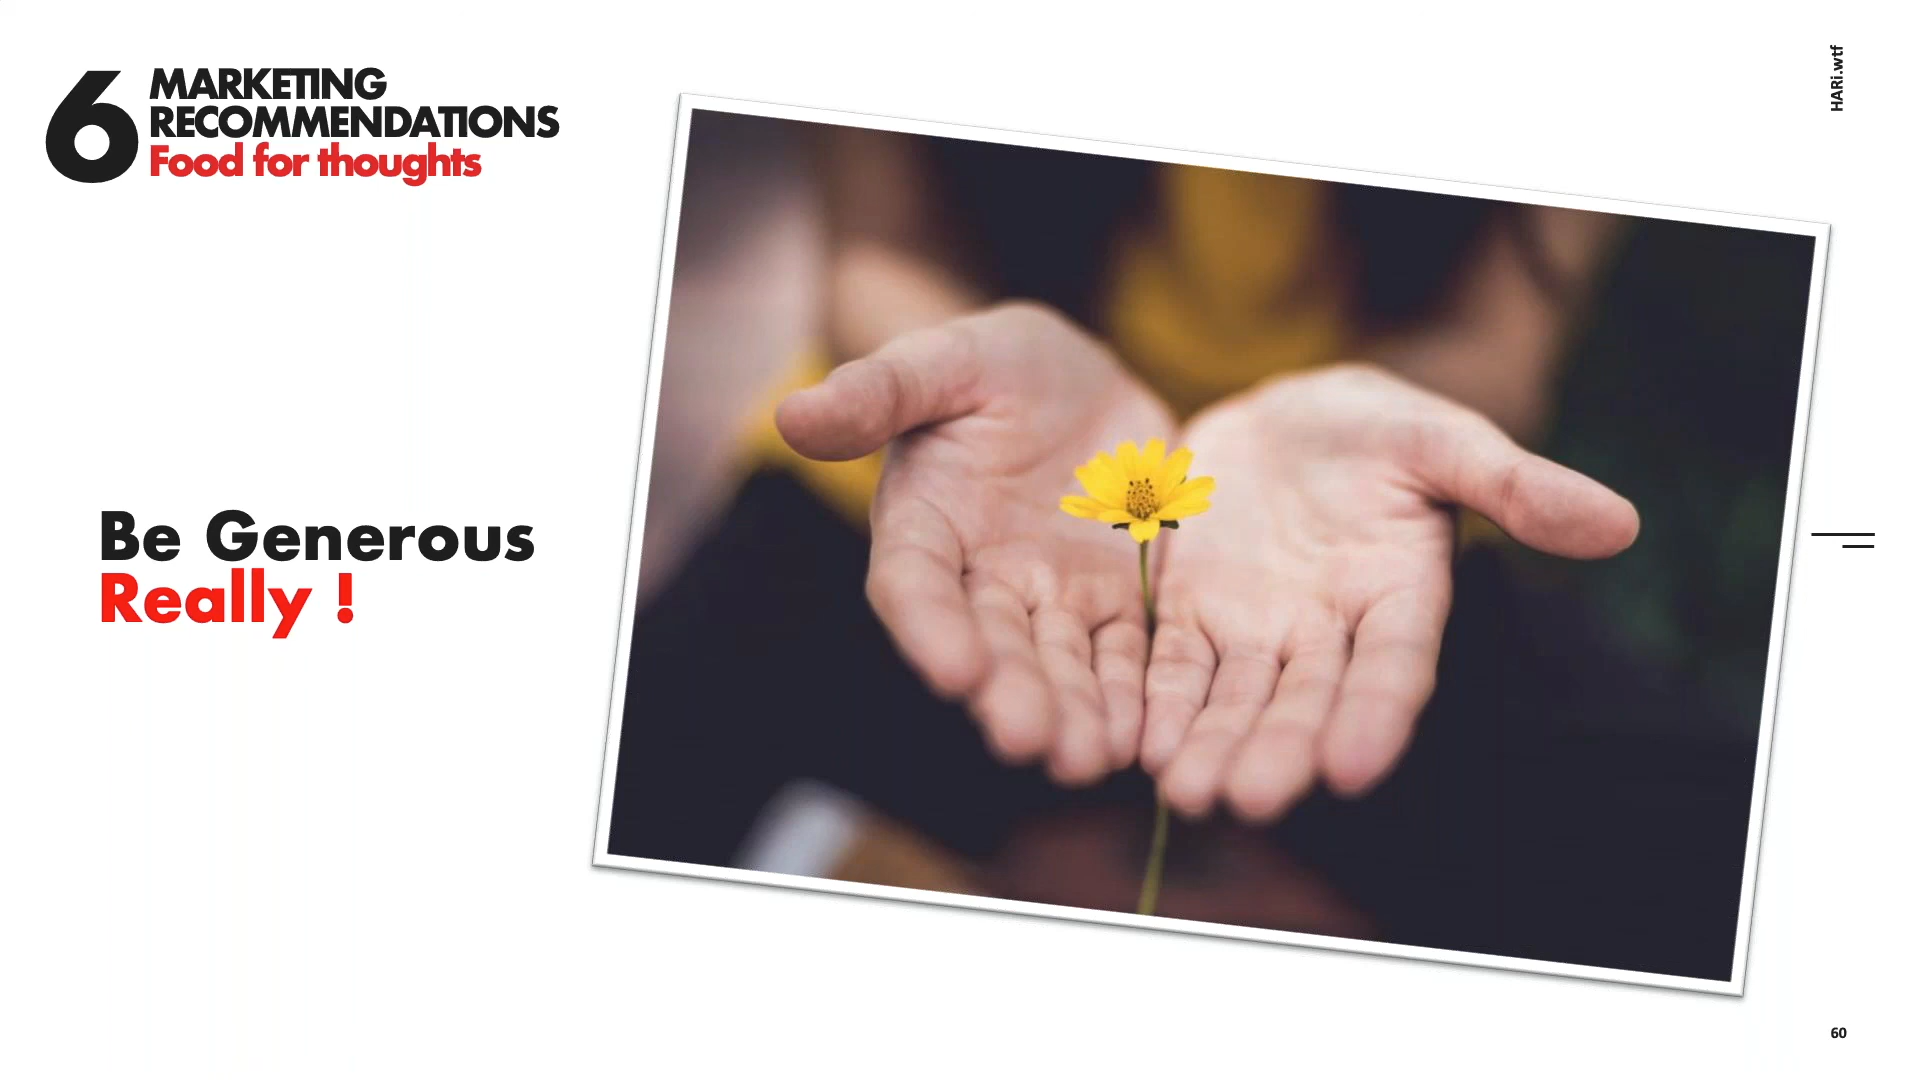 6 MARKETING
RECOMMENDATIONS
Food for thoughts
HARi.wtf
Be Generous
Really !
60